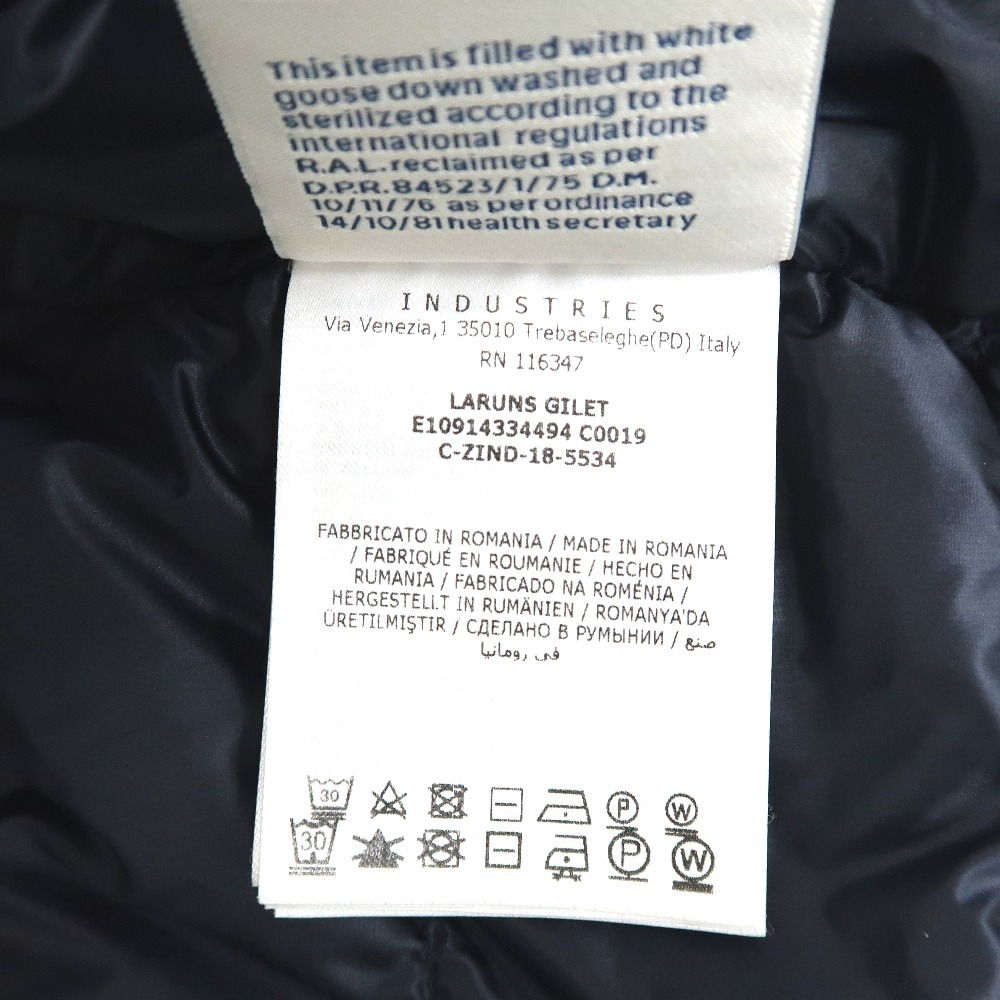 This item is filled with white
goose down washed and
sterilized according to the
international regulations
R.A.L. reclaimed as per
D.P.R. 845 23/1/75 D.M.
10/11/76 as per ordinance
14/10/81 health secretary
INDUSTRIES
Via Venezia,1 35010 Trebaseleghe(PD) Italy
RN 116347
LARUNS GILET
E10914334494 C0019
C-ZIND-18-5534
FABBRICATO IN ROMANIA / MADE IN ROMANIA
/ FABRIQUÉ EN ROUMANIE / HECHO EN
RUMANIA / FABRICADO NA ROMÉNIA /
HERGESTELLT IN RUMÄNIEN / ROMANYA'DA
ÜRETILMIŞTIR / СДЕЛАНО В РУМЫНИИ / صنع
في رومانيا
30 P W
30 P W